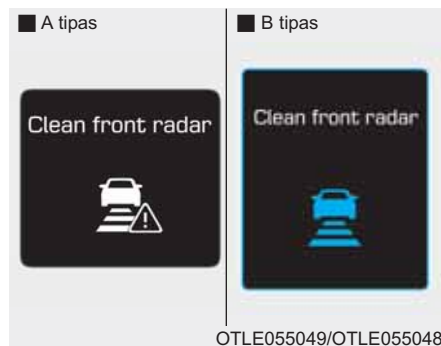 ■ A tipas
■ B tipas
Clean front radar
Clean front radar
OTLE055049/OTLE055048